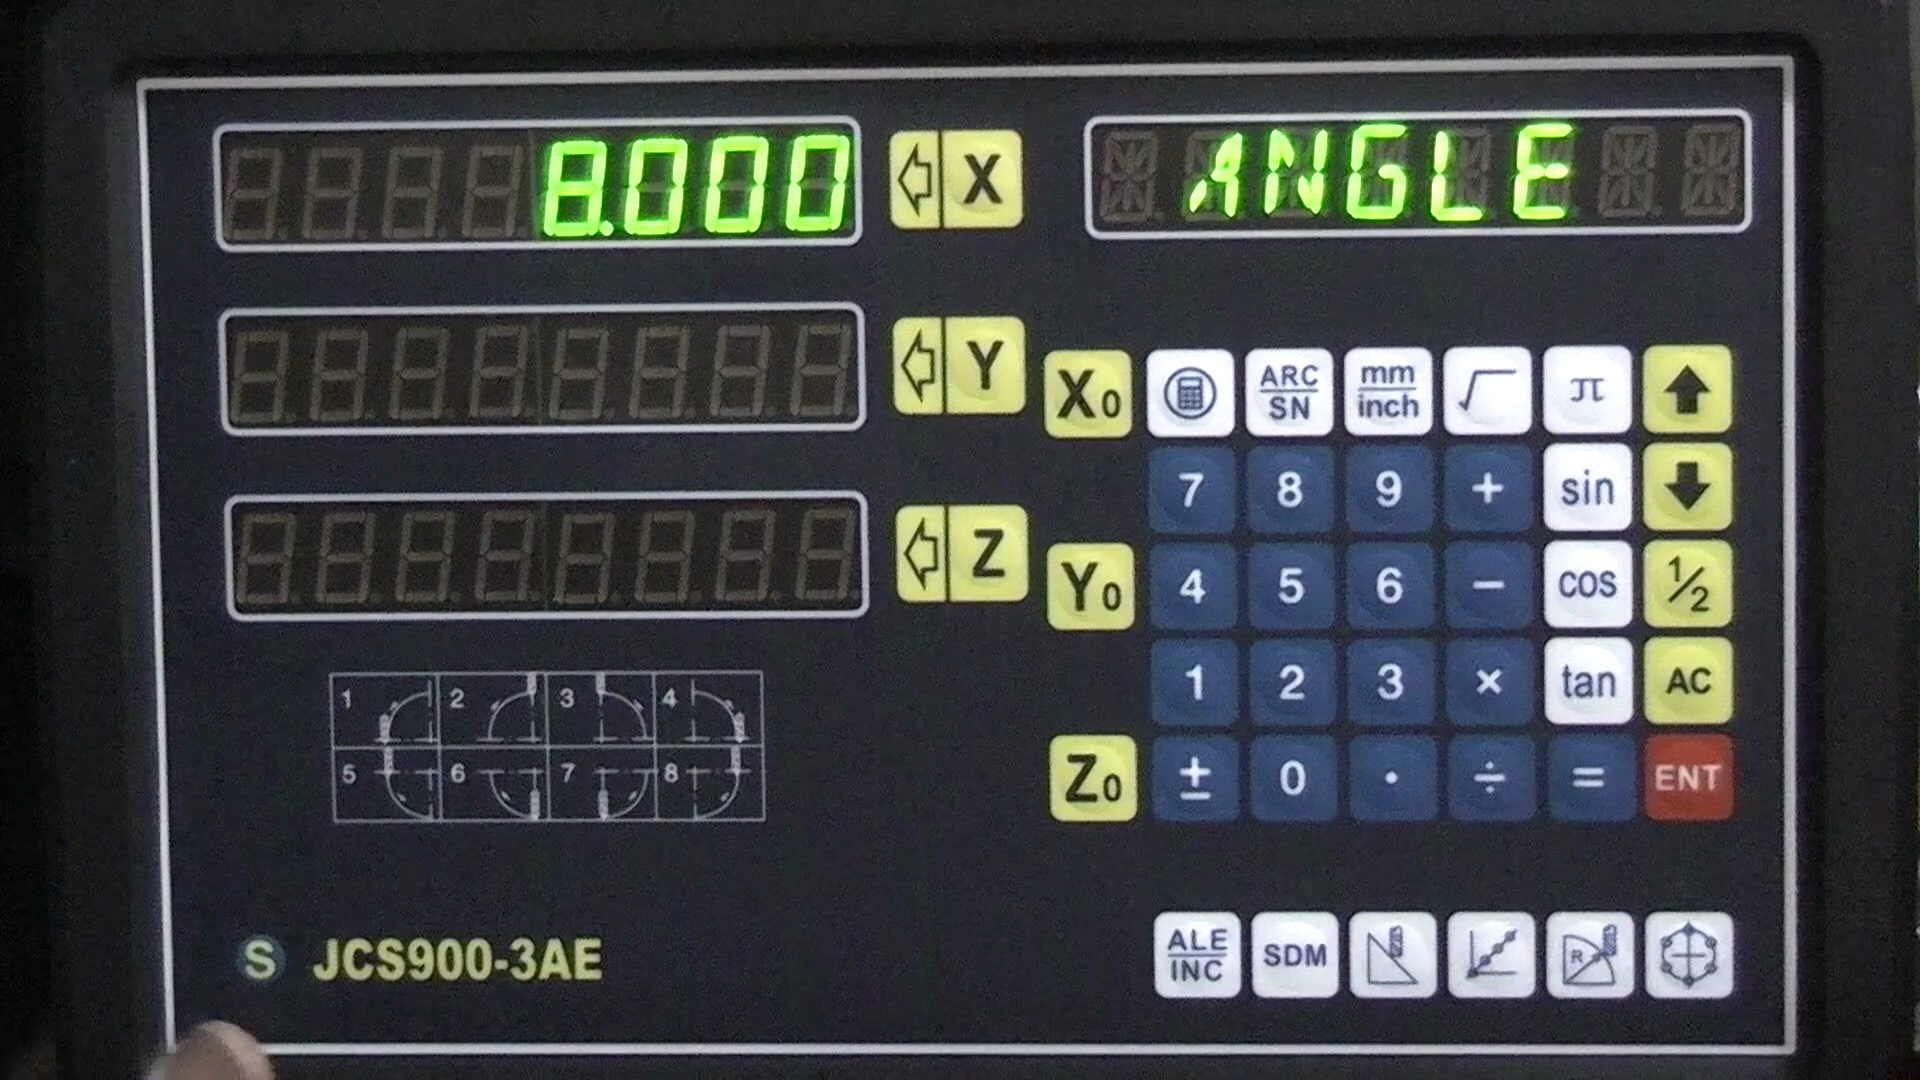 8.000 X ANGLE
Y
X0 ARC/SN mm/inch √ π
7 8 9 + sin
Z
Y0 4 5 6 − cos 1/2
1 2 3 × tan AC
1 2 3 4
5 6 7 8
Z0 ± 0 · ÷ = ENT
S JCS900-3AE
ALE/INC SDM R